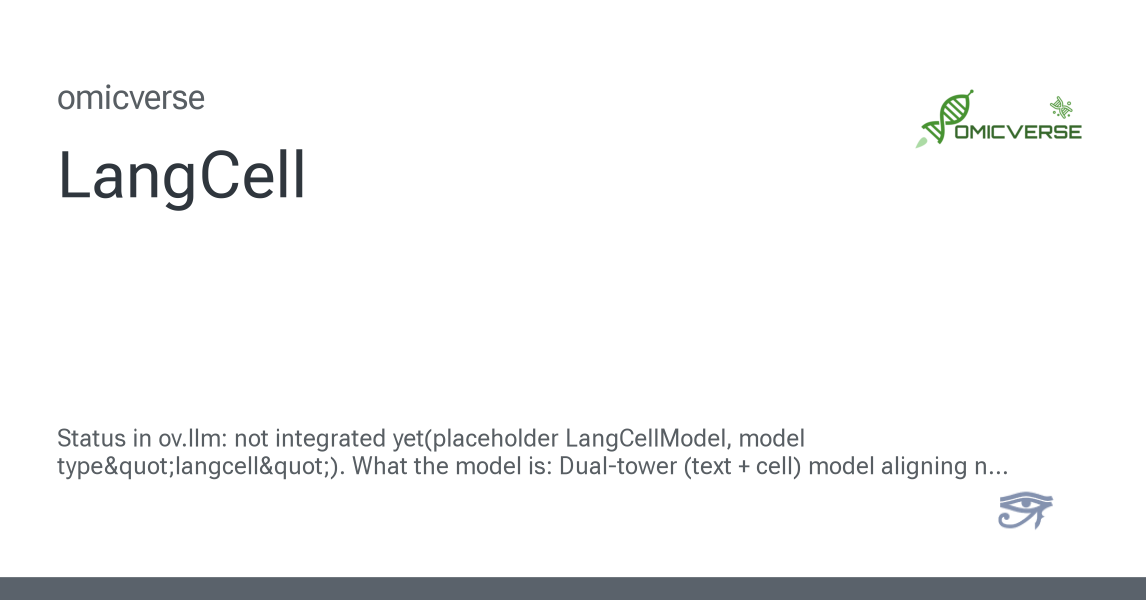 omicverse
OMICVERSE
LangCell
Status in ov.llm: not integrated yet(placeholder LangCellModel, model
type&quot;langcell&quot;). What the model is: Dual-tower (text + cell) model aligning n...